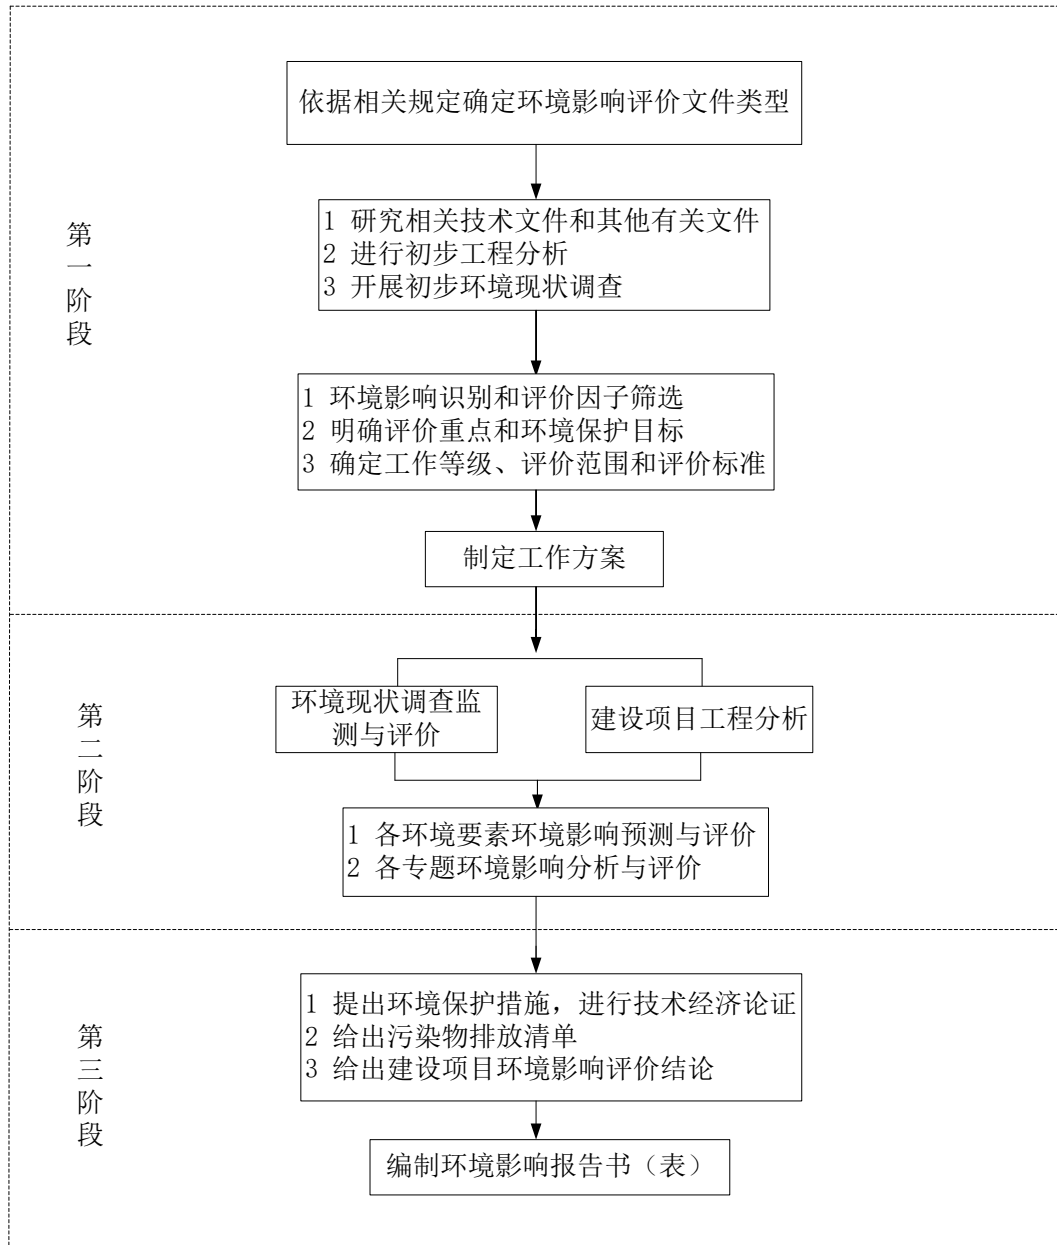 依据相关规定确定环境影响评价文件类型
第一阶段
1 研究相关技术文件和其他有关文件
2 进行初步工程分析
3 开展初步环境现状调查
1 环境影响识别和评价因子筛选
2 明确评价重点和环境保护目标
3 确定工作等级、评价范围和评价标准
制定工作方案
第二阶段
环境现状调查监
测与评价
建设项目工程分析
1 各环境要素环境影响预测与评价
2 各专题环境影响分析与评价
第三阶段
1 提出环境保护措施，进行技术经济论证
2 给出污染物排放清单
3 给出建设项目环境影响评价结论
编制环境影响报告书（表）